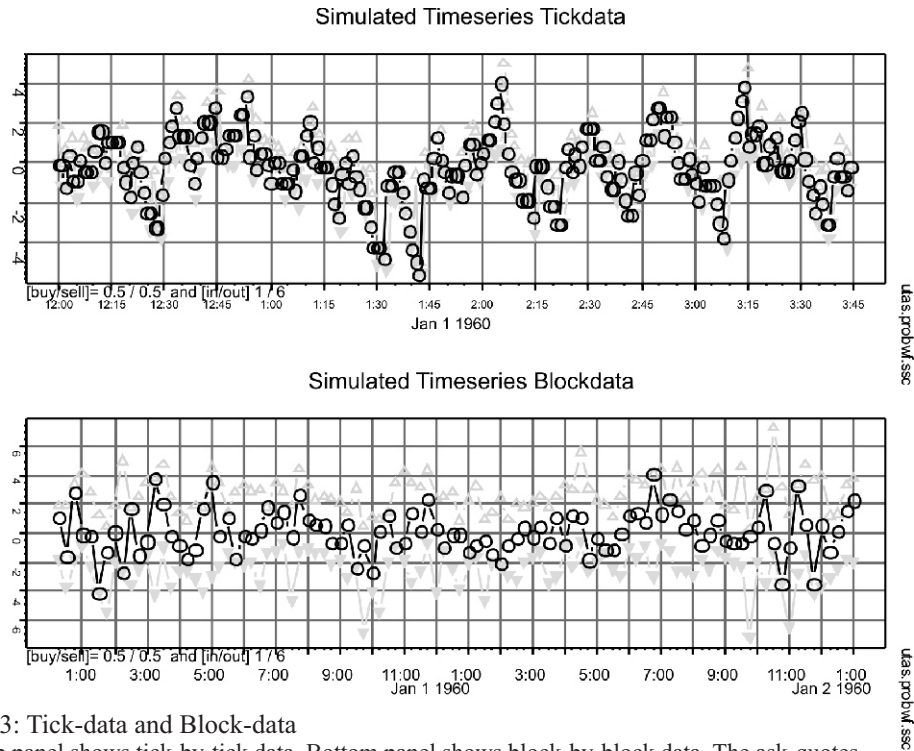 Simulated Timeseries Tickdata
4
2
0
-2
-4
[buy/sell]= 0.5 / 0.5 and [in/out] 1 / 6
12:00 12:15 12:30 12:45 1:00 1:15 1:30 1:45 2:00 2:15 2:30 2:45 3:00 3:15 3:30 3:45
Jan 1 1960
ufas.probwf.ssc
Simulated Timeseries Blockdata
6
4
2
0
-2
-4
-6
[buy/sell]= 0.5 / 0.5 and [in/out] 1 / 6
1:00 3:00 5:00 7:00 9:00 11:00 1:00 3:00 5:00 7:00 9:00 11:00 1:00
Jan 1 1960 Jan 2 1960
ufas.probwf.ssc
3: Tick-data and Block-data
panel shows tick-by-tick data. Bottom panel shows block-by-block data. The ask-quotes